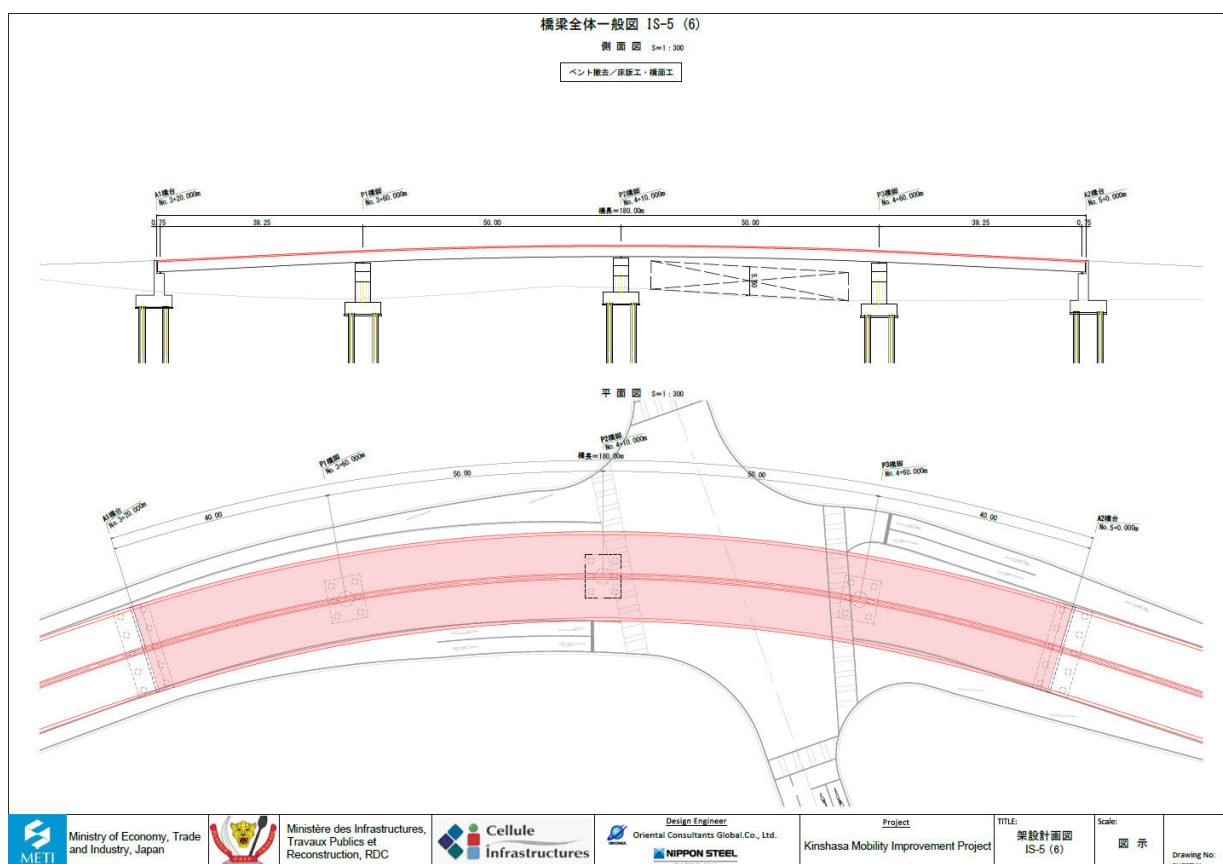 橋梁全体一般図 IS-5 (6)
側 面 図 S=1 : 300
ベント撤去/床版工・橋面工
A1橋台
No. 3+20.000m
P1橋脚
No. 3+60.000m
P2橋脚
No. 4+10.000m
P3橋脚
No. 4+60.000m
A2橋台
No. 5+0.000m
橋長=180.00m
0.75
39.25
50.00
50.00
39.25
0.75
5.50
平 面 図 S=1 : 300
P2橋脚
No. 4+10.000m
橋長=180.00m
P1橋脚
No. 3+60.000m
50.00
50.00
P3橋脚
No. 4+60.000m
A1橋台
No. 3+20.000m
40.00
40.00
A2橋台
No. 5+0.000m
METI
Ministry of Economy, Trade
and Industry, Japan
Ministère des Infrastructures,
Travaux Publics et
Reconstruction, RDC
Cellule
infrastructures
Design Engineer
Oriental Consultants Global.Co., Ltd.
NIPPON STEEL
Project
Kinshasa Mobility Improvement Project
TITLE:
架設計画図
IS-5 (6)
Scale:
図 示
Drawing No: